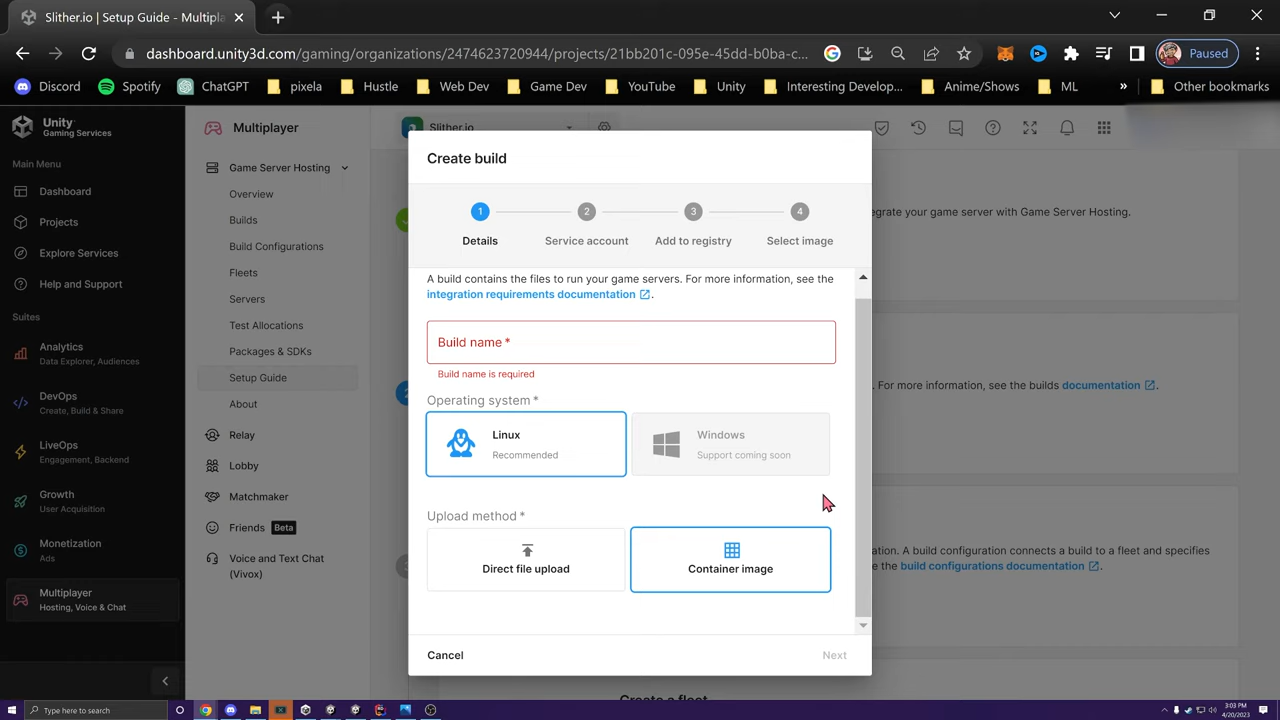 Slither.io | Setup Guide - Multipla
dashboard.unity3d.com/gaming/organizations/2474623720944/projects/21bb201c-095e-45dd-b0ba-c...
Paused
Discord
Spotify
ChatGPT
pixela
Hustle
Web Dev
Game Dev
YouTube
Unity
Interesting Develop...
Anime/Shows
ML
»
Other bookmarks
Unity
Gaming Services
Main Menu
Dashboard
Projects
Explore Services
Help and Support
Suites
Analytics
Data Explorer, Audiences
DevOps
Create, Build & Share
LiveOps
Engagement, Backend
Growth
User Acquisition
Monetization
Ads
Multiplayer
Hosting, Voice & Chat
Multiplayer
Game Server Hosting
Overview
Builds
Build Configurations
Fleets
Servers
Test Allocations
Packages & SDKs
Setup Guide
About
Relay
Lobby
Matchmaker
Friends Beta
Voice and Text Chat
(Vivox)
Slither.io
egrate your game server with Game Server Hosting.
2
. For more information, see the builds documentation.
ation. A build configuration connects a build to a fleet and specifies
e the build configurations documentation.
Create a fleet
Create build
1
2
3
4
Details
Service account
Add to registry
Select image
A build contains the files to run your game servers. For more information, see the
integration requirements documentation.
Build name *
Build name is required
Operating system *
Linux
Recommended
Windows
Support coming soon
Upload method *
Direct file upload
Container image
Cancel
Next
Type here to search
3:03 PM
4/20/2023